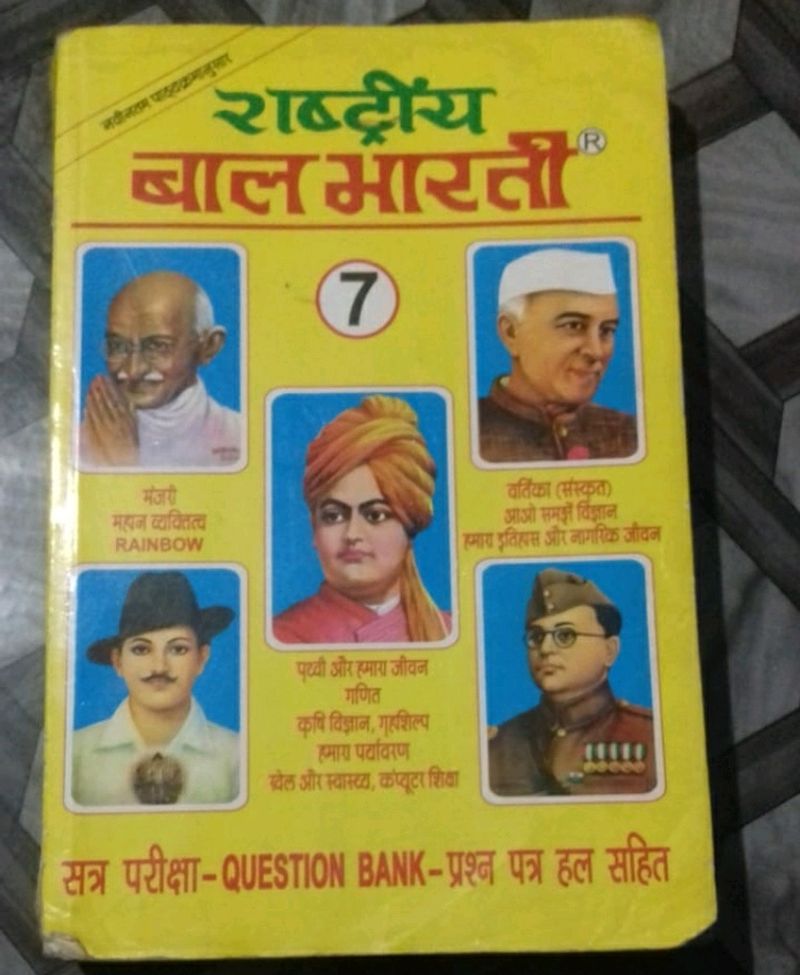 नवीनतम पाठ्यक्रमानुसार
राष्ट्रीय
बाल भारती®
7
मंजरी
महान व्यक्तित्व
RAINBOW
वर्तिका (संस्कृत)
आओ समझें विज्ञान
हमारा इतिहास और नागरिक जीवन
पृथ्वी और हमारा जीवन
गणित
कृषि विज्ञान, गृहशिल्प
हमारा पर्यावरण
खेल और स्वास्थ्य, कंप्यूटर शिक्षा
सत्र परीक्षा-QUESTION BANK-प्रश्न पत्र हल सहित